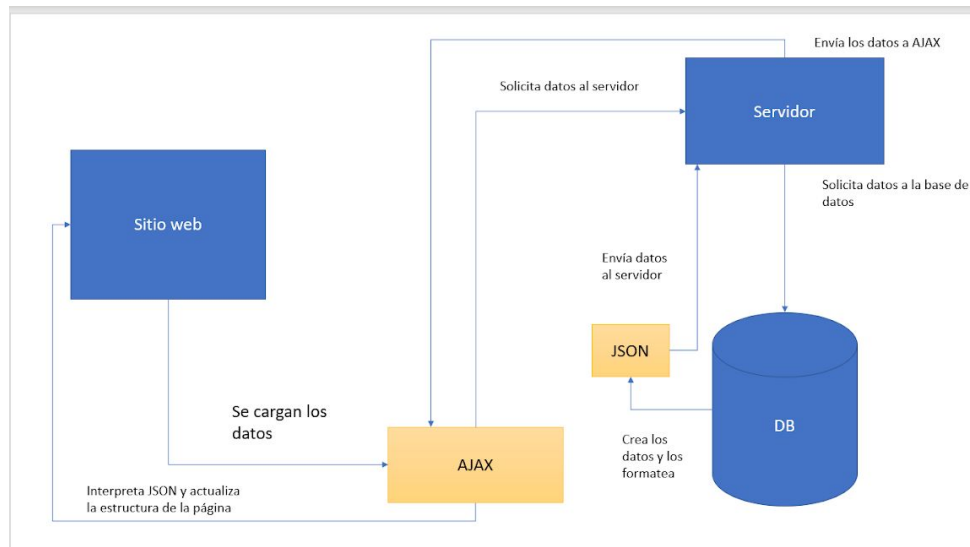 Envía los datos a AJAX
Solicita datos al servidor
Servidor
Solicita datos a la base de
datos
Sitio web
Envía datos
al servidor
JSON
DB
Se cargan los
datos
Crea los
datos y los
formatea
AJAX
Interpreta JSON y actualiza
la estructura de la página